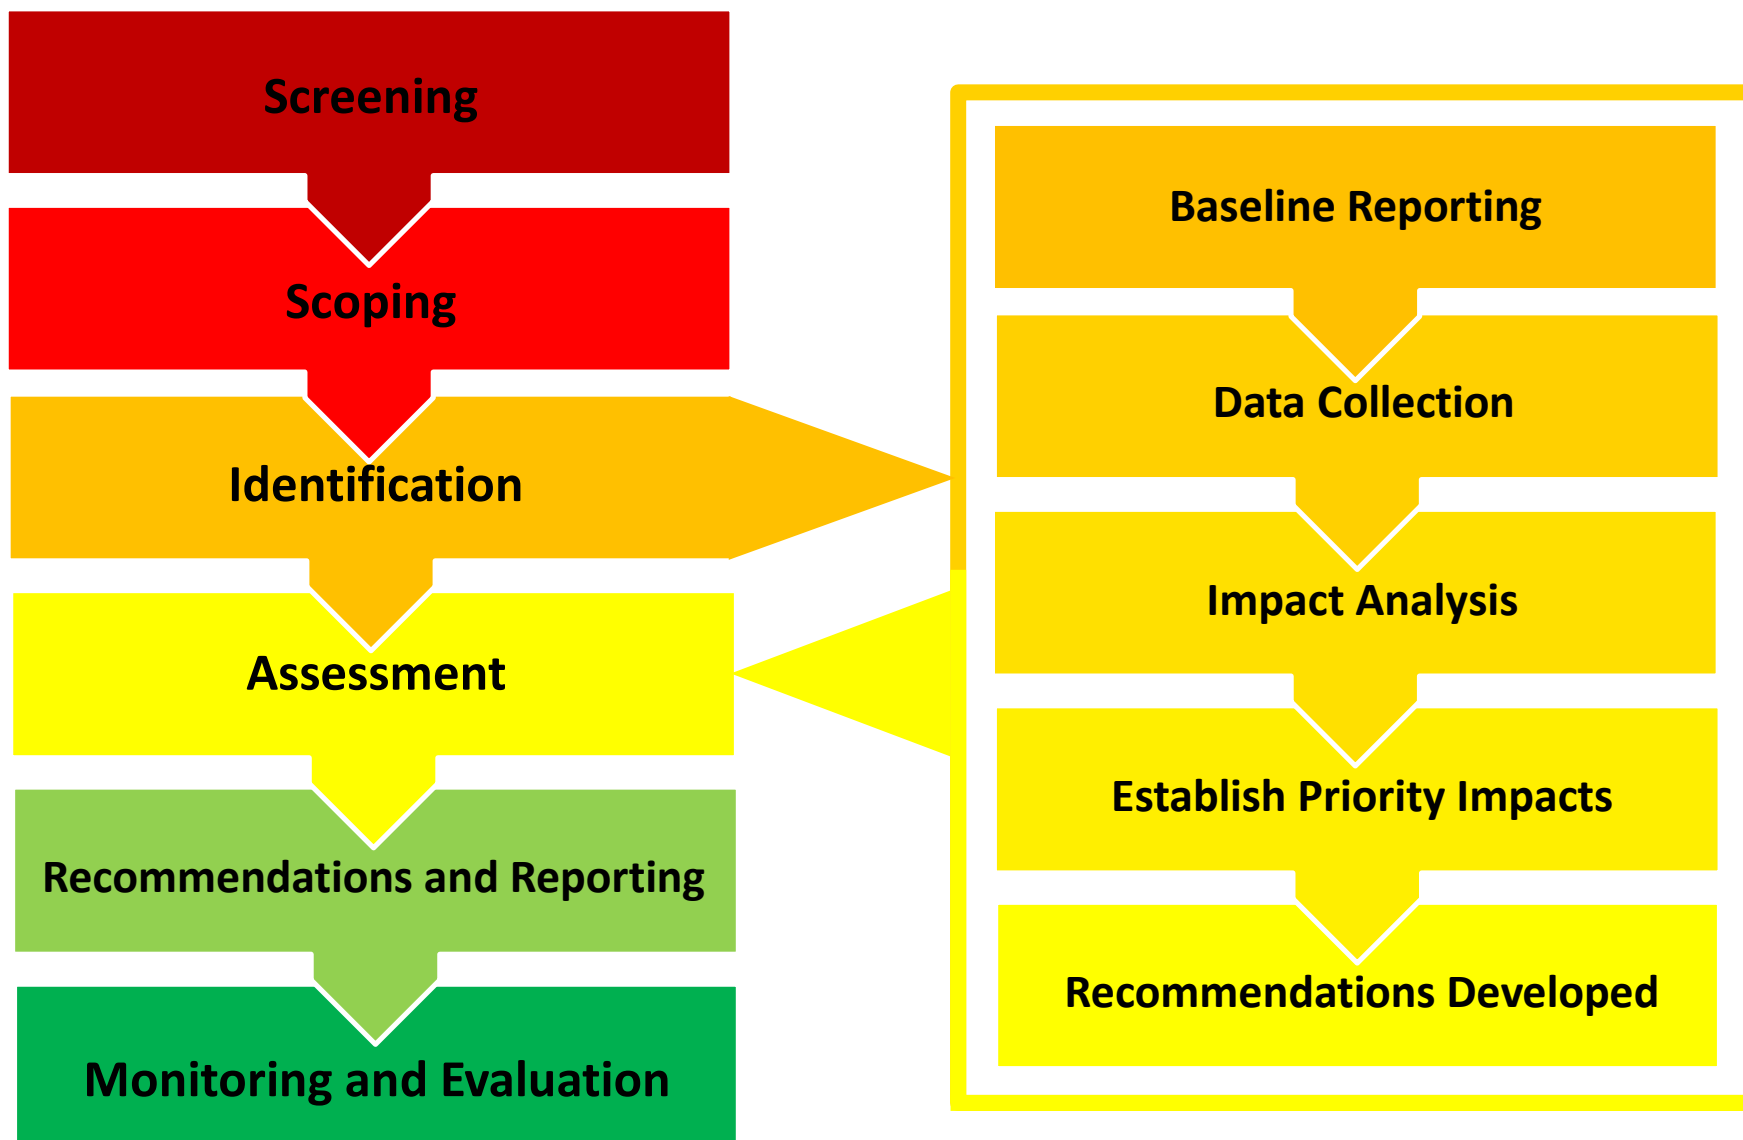 Screening
Scoping
Identification
Assessment
Recommendations and Reporting
Monitoring and Evaluation
Baseline Reporting
Data Collection
Impact Analysis
Establish Priority Impacts
Recommendations Developed